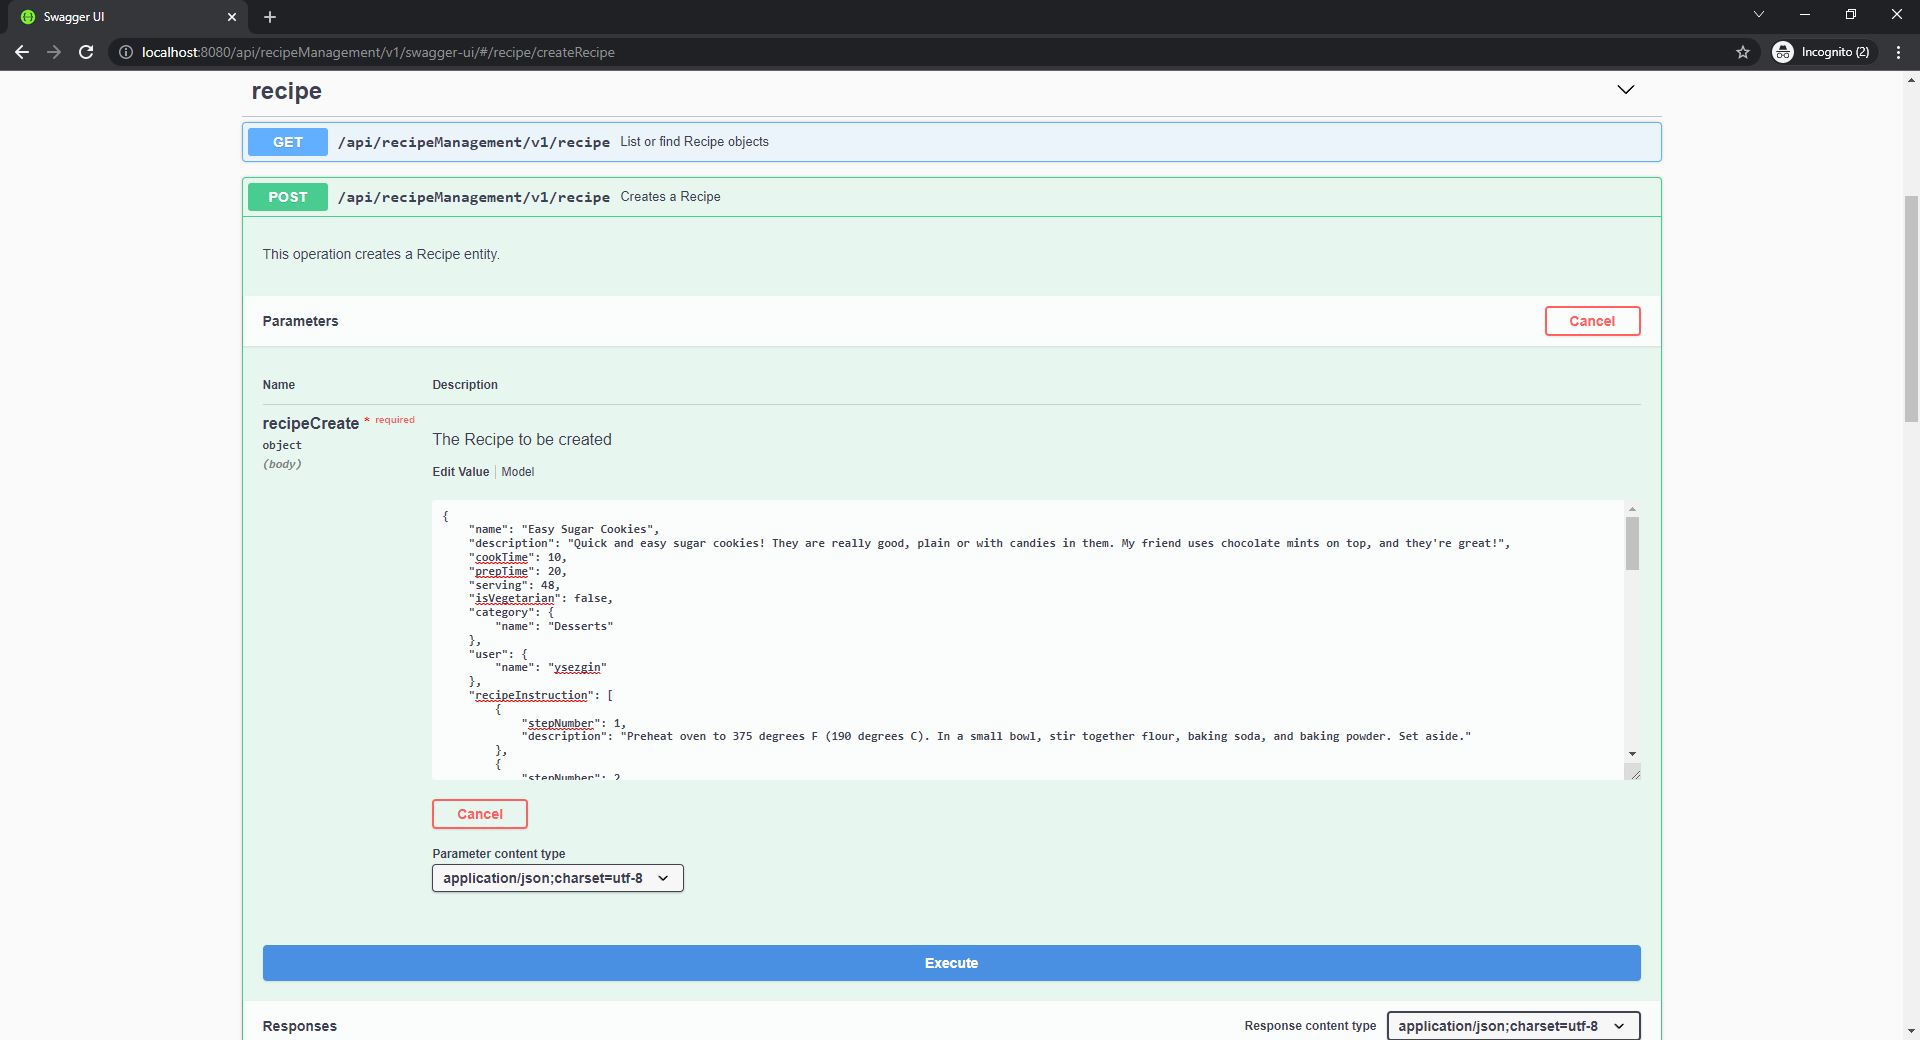 Swagger UI
localhost:8080/api/recipeManagement/v1/swagger-ui/#/recipe/createRecipe
Incognito (2)
recipe
GET /api/recipeManagement/v1/recipe List or find Recipe objects
POST /api/recipeManagement/v1/recipe Creates a Recipe
This operation creates a Recipe entity.
Parameters
Cancel
Name Description
recipeCreate * required
object
(body)
The Recipe to be created
Edit Value | Model
{
"name": "Easy Sugar Cookies",
"description": "Quick and easy sugar cookies! They are really good, plain or with candies in them. My friend uses chocolate mints on top, and they're great!",
"cookTime": 10,
"prepTime": 20,
"serving": 48,
"isVegetarian": false,
"category": {
"name": "Desserts"
},
"user": {
"name": "ysezgin"
},
"recipeInstruction": [
{
"stepNumber": 1,
"description": "Preheat oven to 375 degrees F (190 degrees C). In a small bowl, stir together flour, baking soda, and baking powder. Set aside."
},
{
"stepNumber": 2
Cancel
Parameter content type
application/json;charset=utf-8
Execute
Responses
Response content type application/json;charset=utf-8